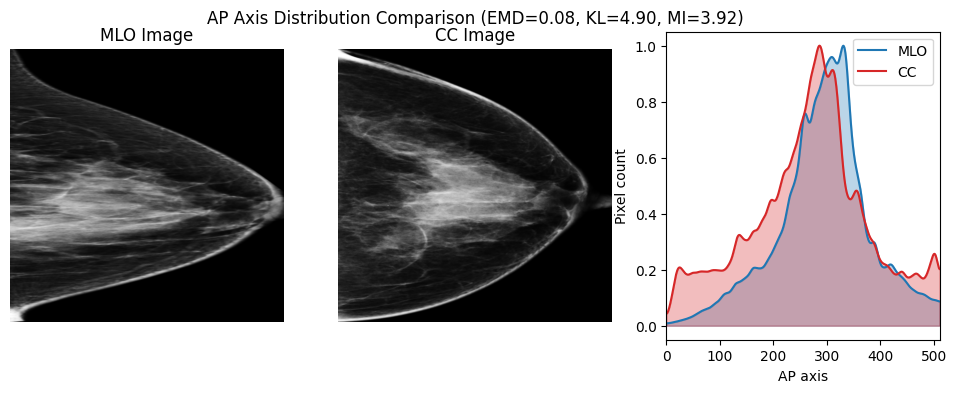 AP Axis Distribution Comparison (EMD=0.08, KL=4.90, MI=3.92)
MLO Image
CC Image
MLO
CC
Pixel count
1.0
0.8
0.6
0.4
0.2
0.0
0 100 200 300 400 500
AP axis